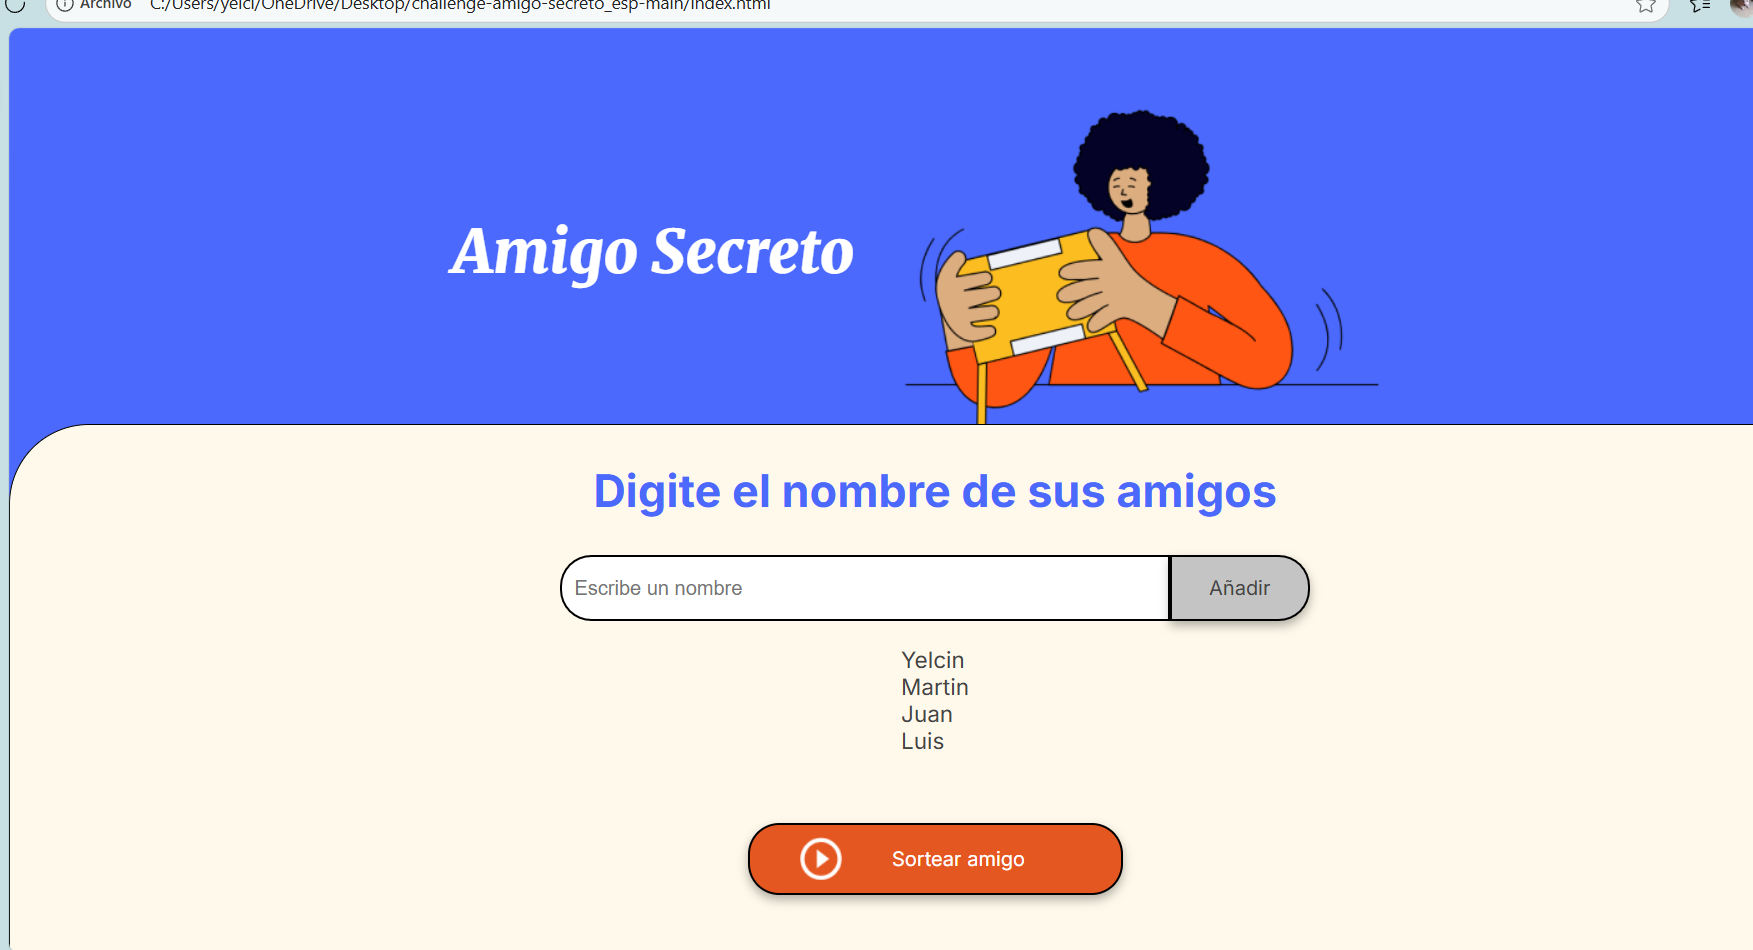 Archivo C:/Users/yelci/OneDrive/Desktop/challenge-amigo-secreto_esp-main/index.html
Amigo Secreto
Digite el nombre de sus amigos
Escribe un nombre Añadir
Yelcin
Martin
Juan
Luis
Sortear amigo